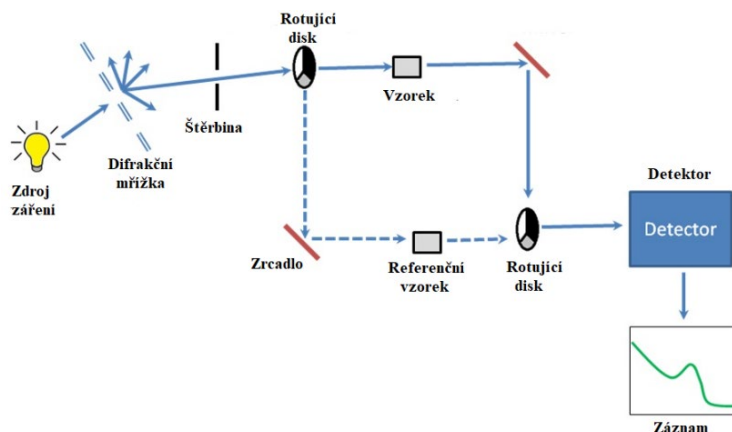 Rotující
disk
Vzorek
Štěrbina
Difrakční
mřížka
Zdroj
záření
Zrcadlo
Referenční
vzorek
Rotující
disk
Detektor
Detector
Záznam